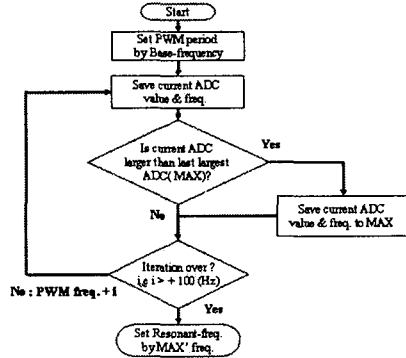 Start
Set PWM period
by Base-frequency
Save current ADC
value & freq.
Is current ADC
larger than last largest
ADC( MAX)?
Yes
No
Save current ADC
value & freq. to MAX
Iteration over ?
i,e i > + 100 (Hz)
No : PWM freq. + i
Yes
Set Resonant-freq.
by MAX' freq.